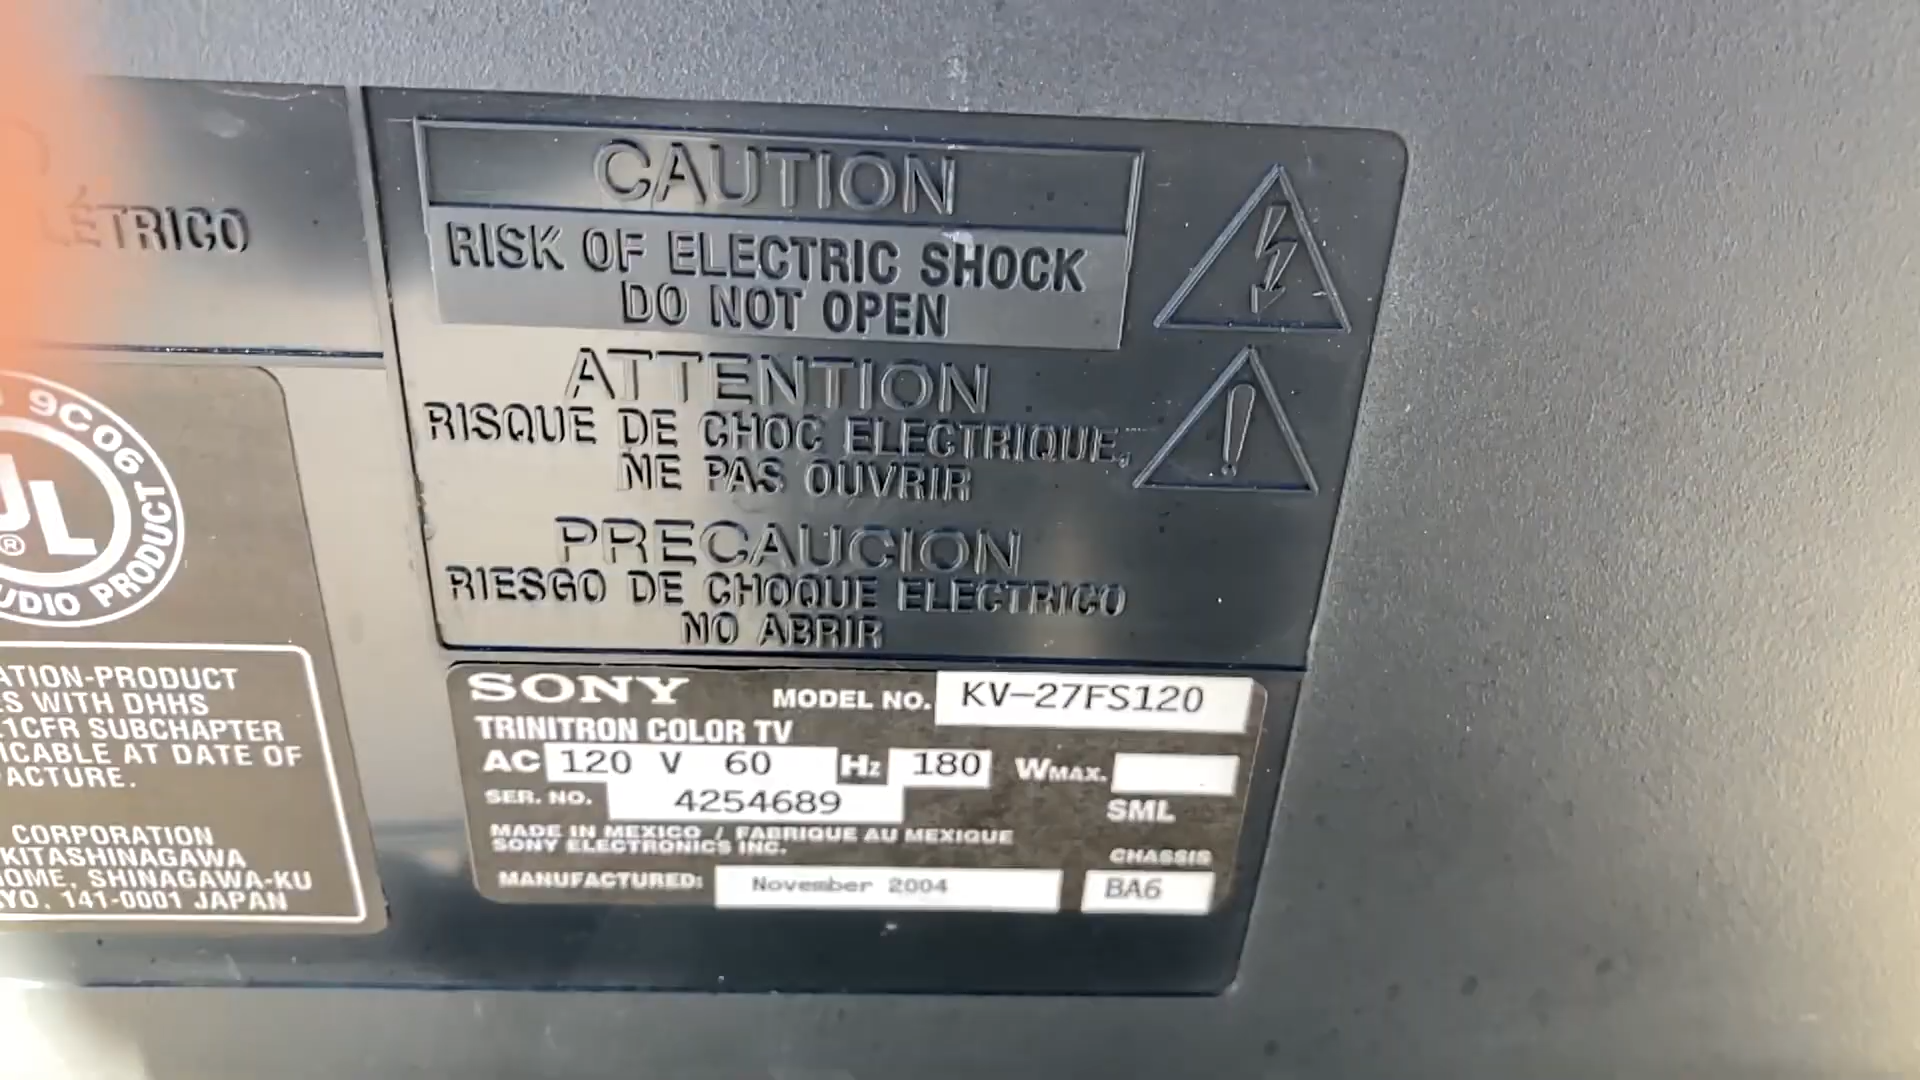 LÉTRICO
CAUTION
RISK OF ELECTRIC SHOCK
DO NOT OPEN
ATTENTION
RISQUE DE CHOC ELECTRIQUE,
NE PAS OUVRIR
PRECAUCION
RIESGO DE CHOQUE ELECTRICO
NO ABRIR
9C06
UL
®
UDIO PRODUCT
ATION-PRODUCT
ES WITH DHHS
1CFR SUBCHAPTER
ICABLE AT DATE OF
ACTURE.
CORPORATION
KITASHINAGAWA
OME, SHINAGAWA-KU
YO, 141-0001 JAPAN
SONY MODEL NO. KV-27FS120
TRINITRON COLOR TV
AC 120 V 60 Hz 180 WMAX.
SER. NO. 4254689 SML
MADE IN MEXICO / FABRIQUE AU MEXIQUE
SONY ELECTRONICS INC.
CHASSIS
MANUFACTURED: November 2004 BA6